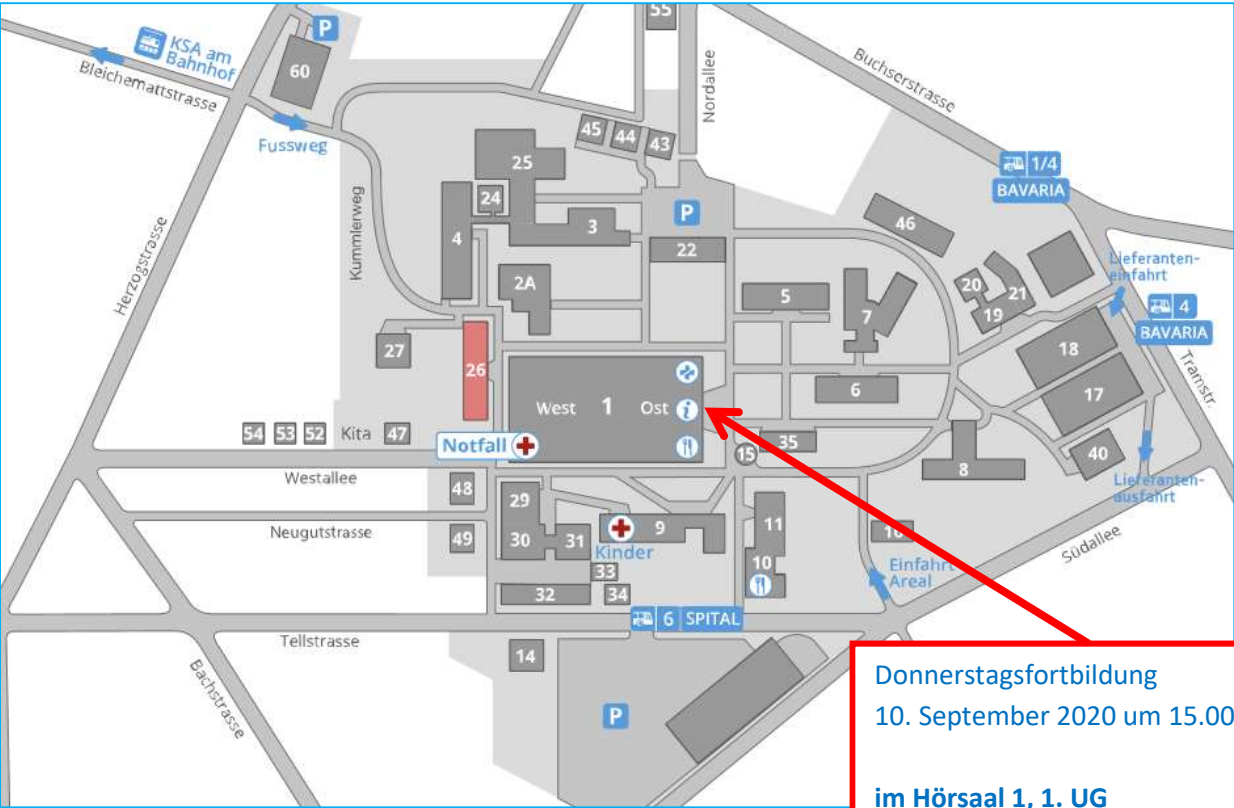 55
P
KSA am
Bahnhof
60
Bleichemattstrasse
Fussweg
Nordallee
Buchserstrasse
1/4
BAVARIA
45
44
43
25
24
4
3
P
22
46
Herzogstrasse
Kummlerweg
2A
5
7
20
21
19
Lieferanten-
einfahrt
4
BAVARIA
Tramstr.
18
17
27
26
West
1
Ost
i
6
54
53
52
Kita
47
Notfall
15
35
8
40
Lieferanten-
ausfahrt
Westallee
48
29
9
11
Neugutstrasse
49
30
31
Kinder
10
33
32
34
Einfahrt
Areal
Südallee
6
SPITAL
Tellstrasse
14
Bachstrasse
P
Donnerstagsfortbildung
10. September 2020 um 15.00
im Hörsaal 1, 1. UG